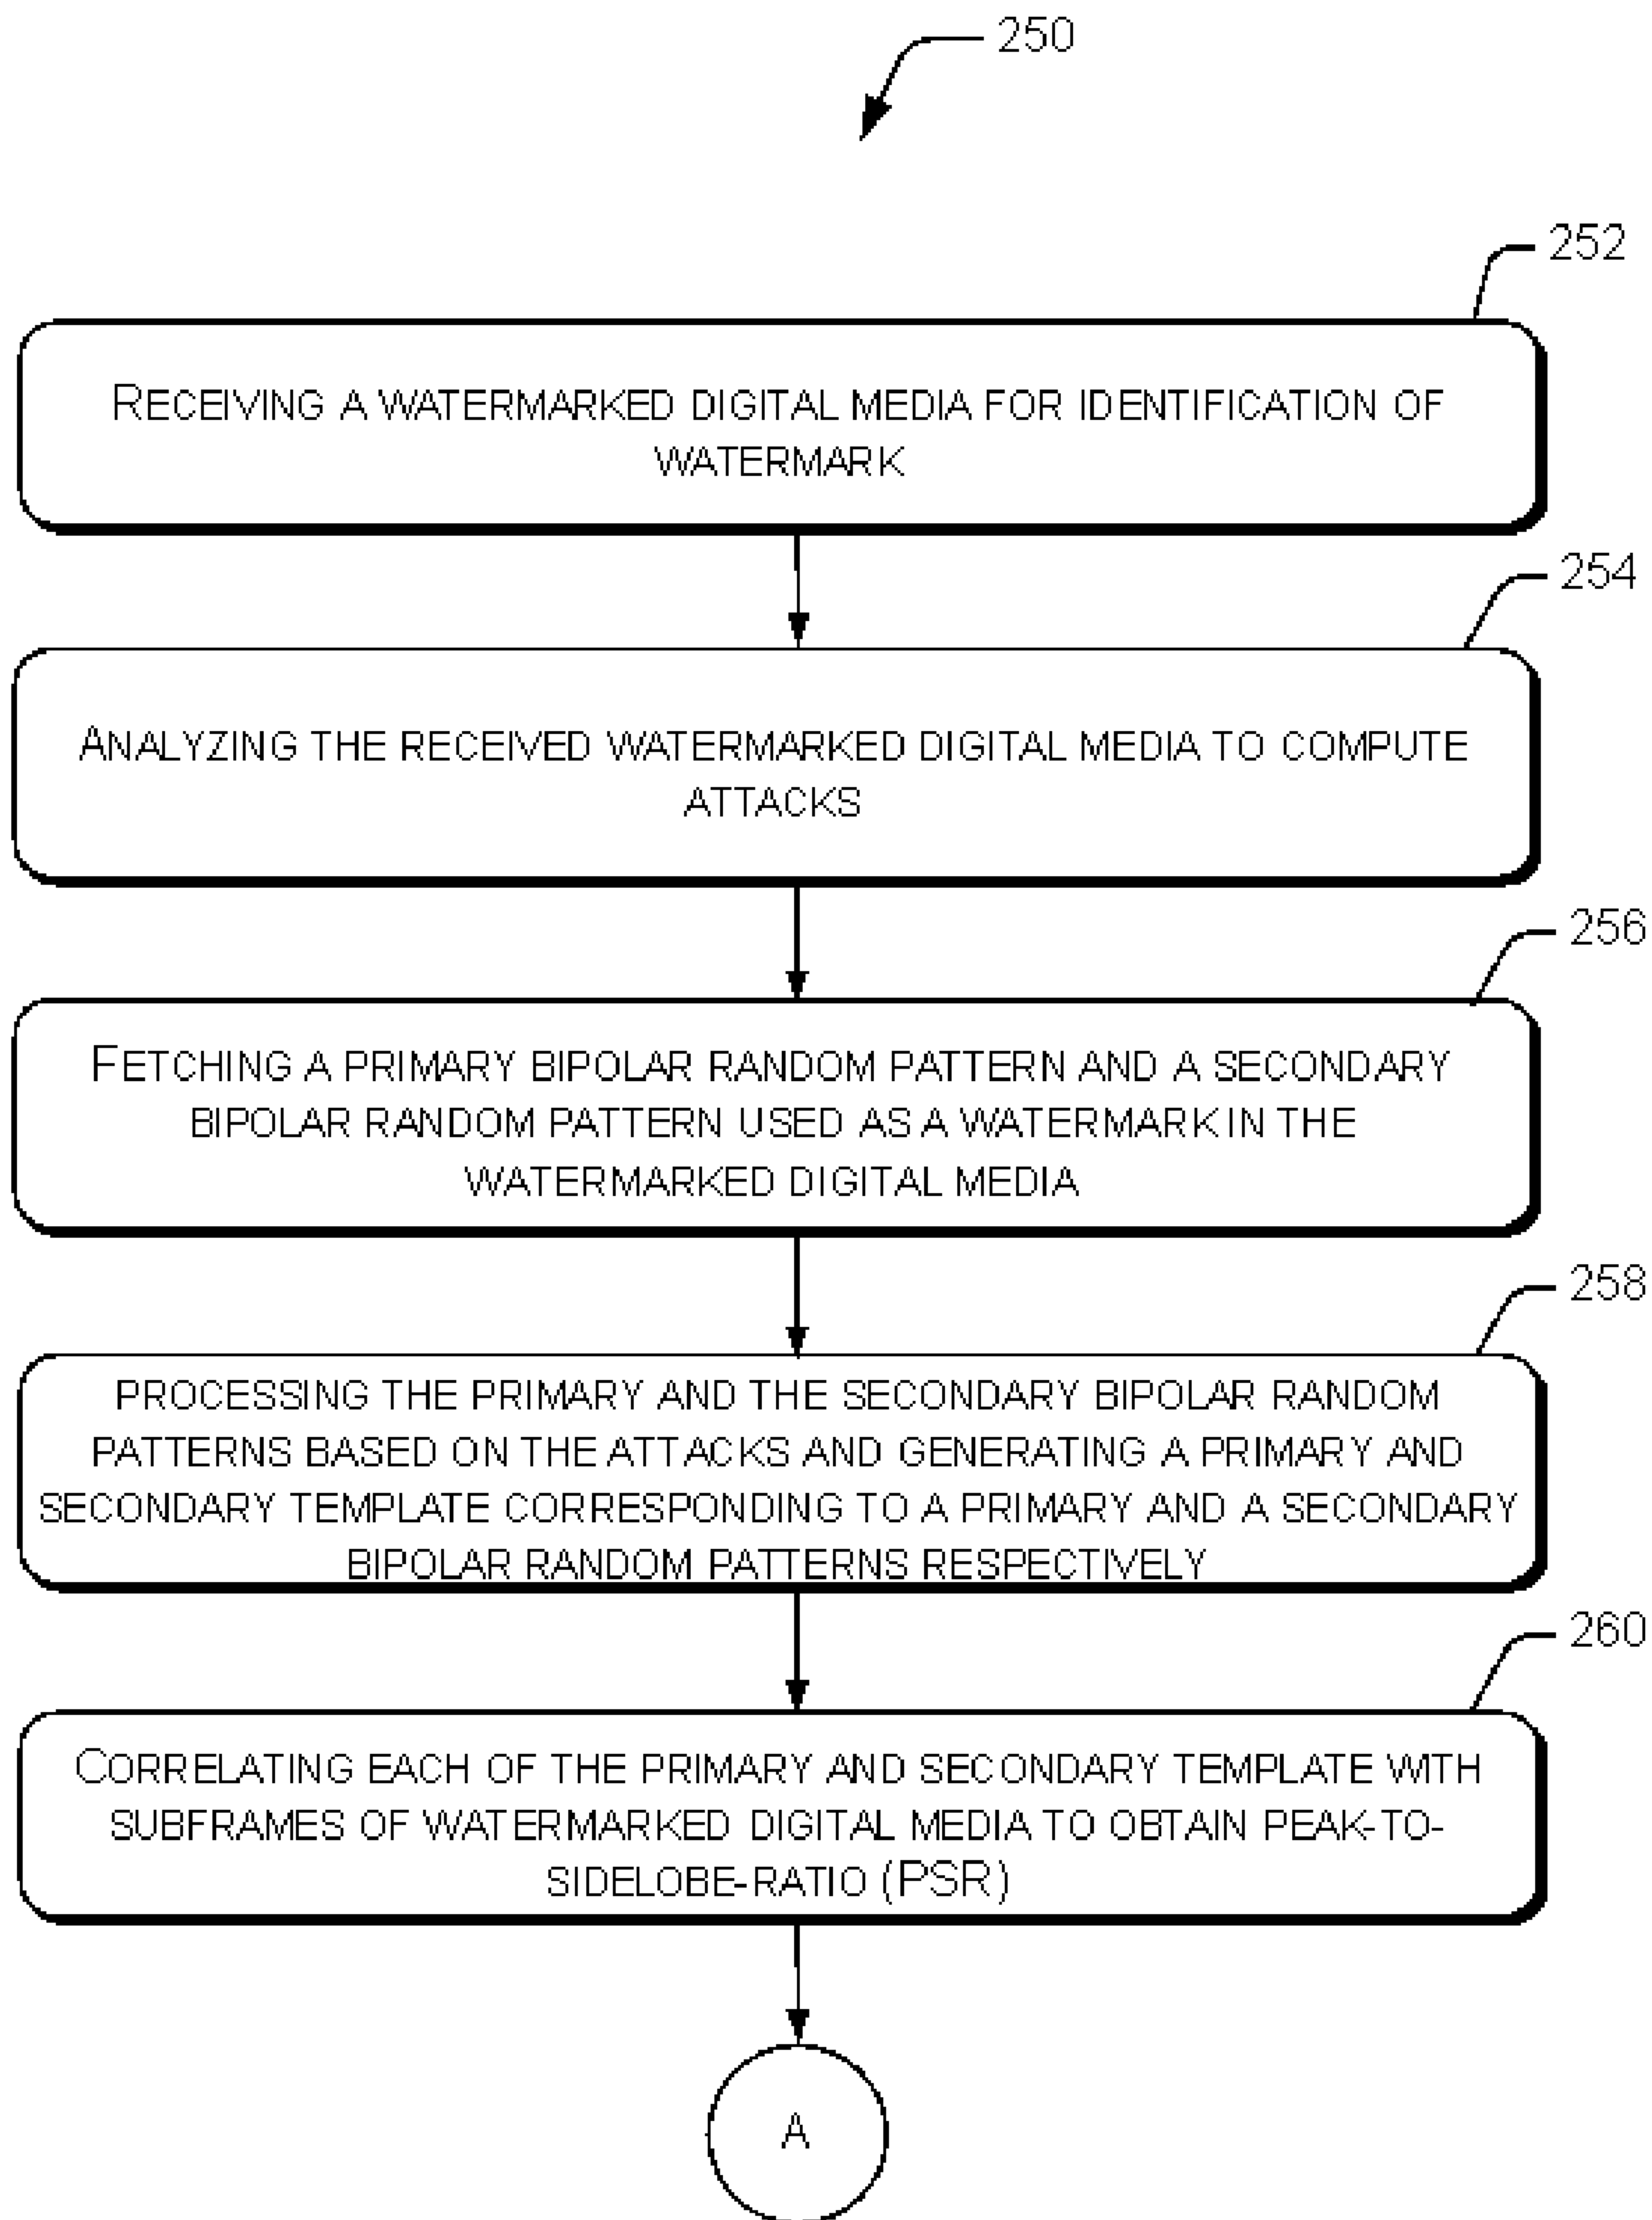 250
252
RECEIVING A WATERMARKED DIGITAL MEDIA FOR IDENTIFICATION OF
WATERMARK
254
ANALYZING THE RECEIVED WATERMARKED DIGITAL MEDIA TO COMPUTE
ATTACKS
256
FETCHING A PRIMARY BIPOLAR RANDOM PATTERN AND A SECONDARY
BIPOLAR RANDOM PATTERN USED AS A WATERMARK IN THE
WATERMARKED DIGITAL MEDIA
258
PROCESSING THE PRIMARY AND THE SECONDARY BIPOLAR RANDOM
PATTERNS BASED ON THE ATTACKS AND GENERATING A PRIMARY AND
SECONDARY TEMPLATE CORRESPONDING TO A PRIMARY AND A SECONDARY
BIPOLAR RANDOM PATTERNS RESPECTIVELY
260
CORRELATING EACH OF THE PRIMARY AND SECONDARY TEMPLATE WITH
SUBFRAMES OF WATERMARKED DIGITAL MEDIA TO OBTAIN PEAK-TO-
SIDELOBE-RATIO (PSR)
A